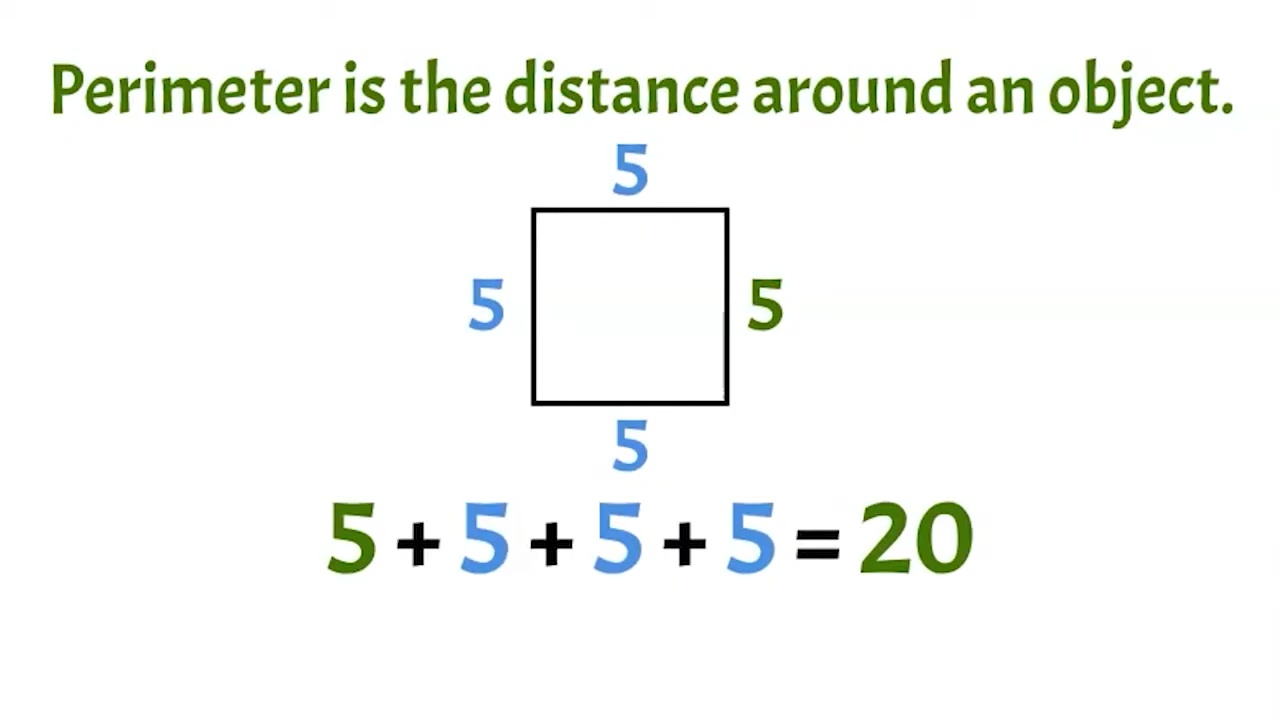 Perimeter is the distance around an object.
5
5 5
5
5 + 5 + 5 + 5 = 20